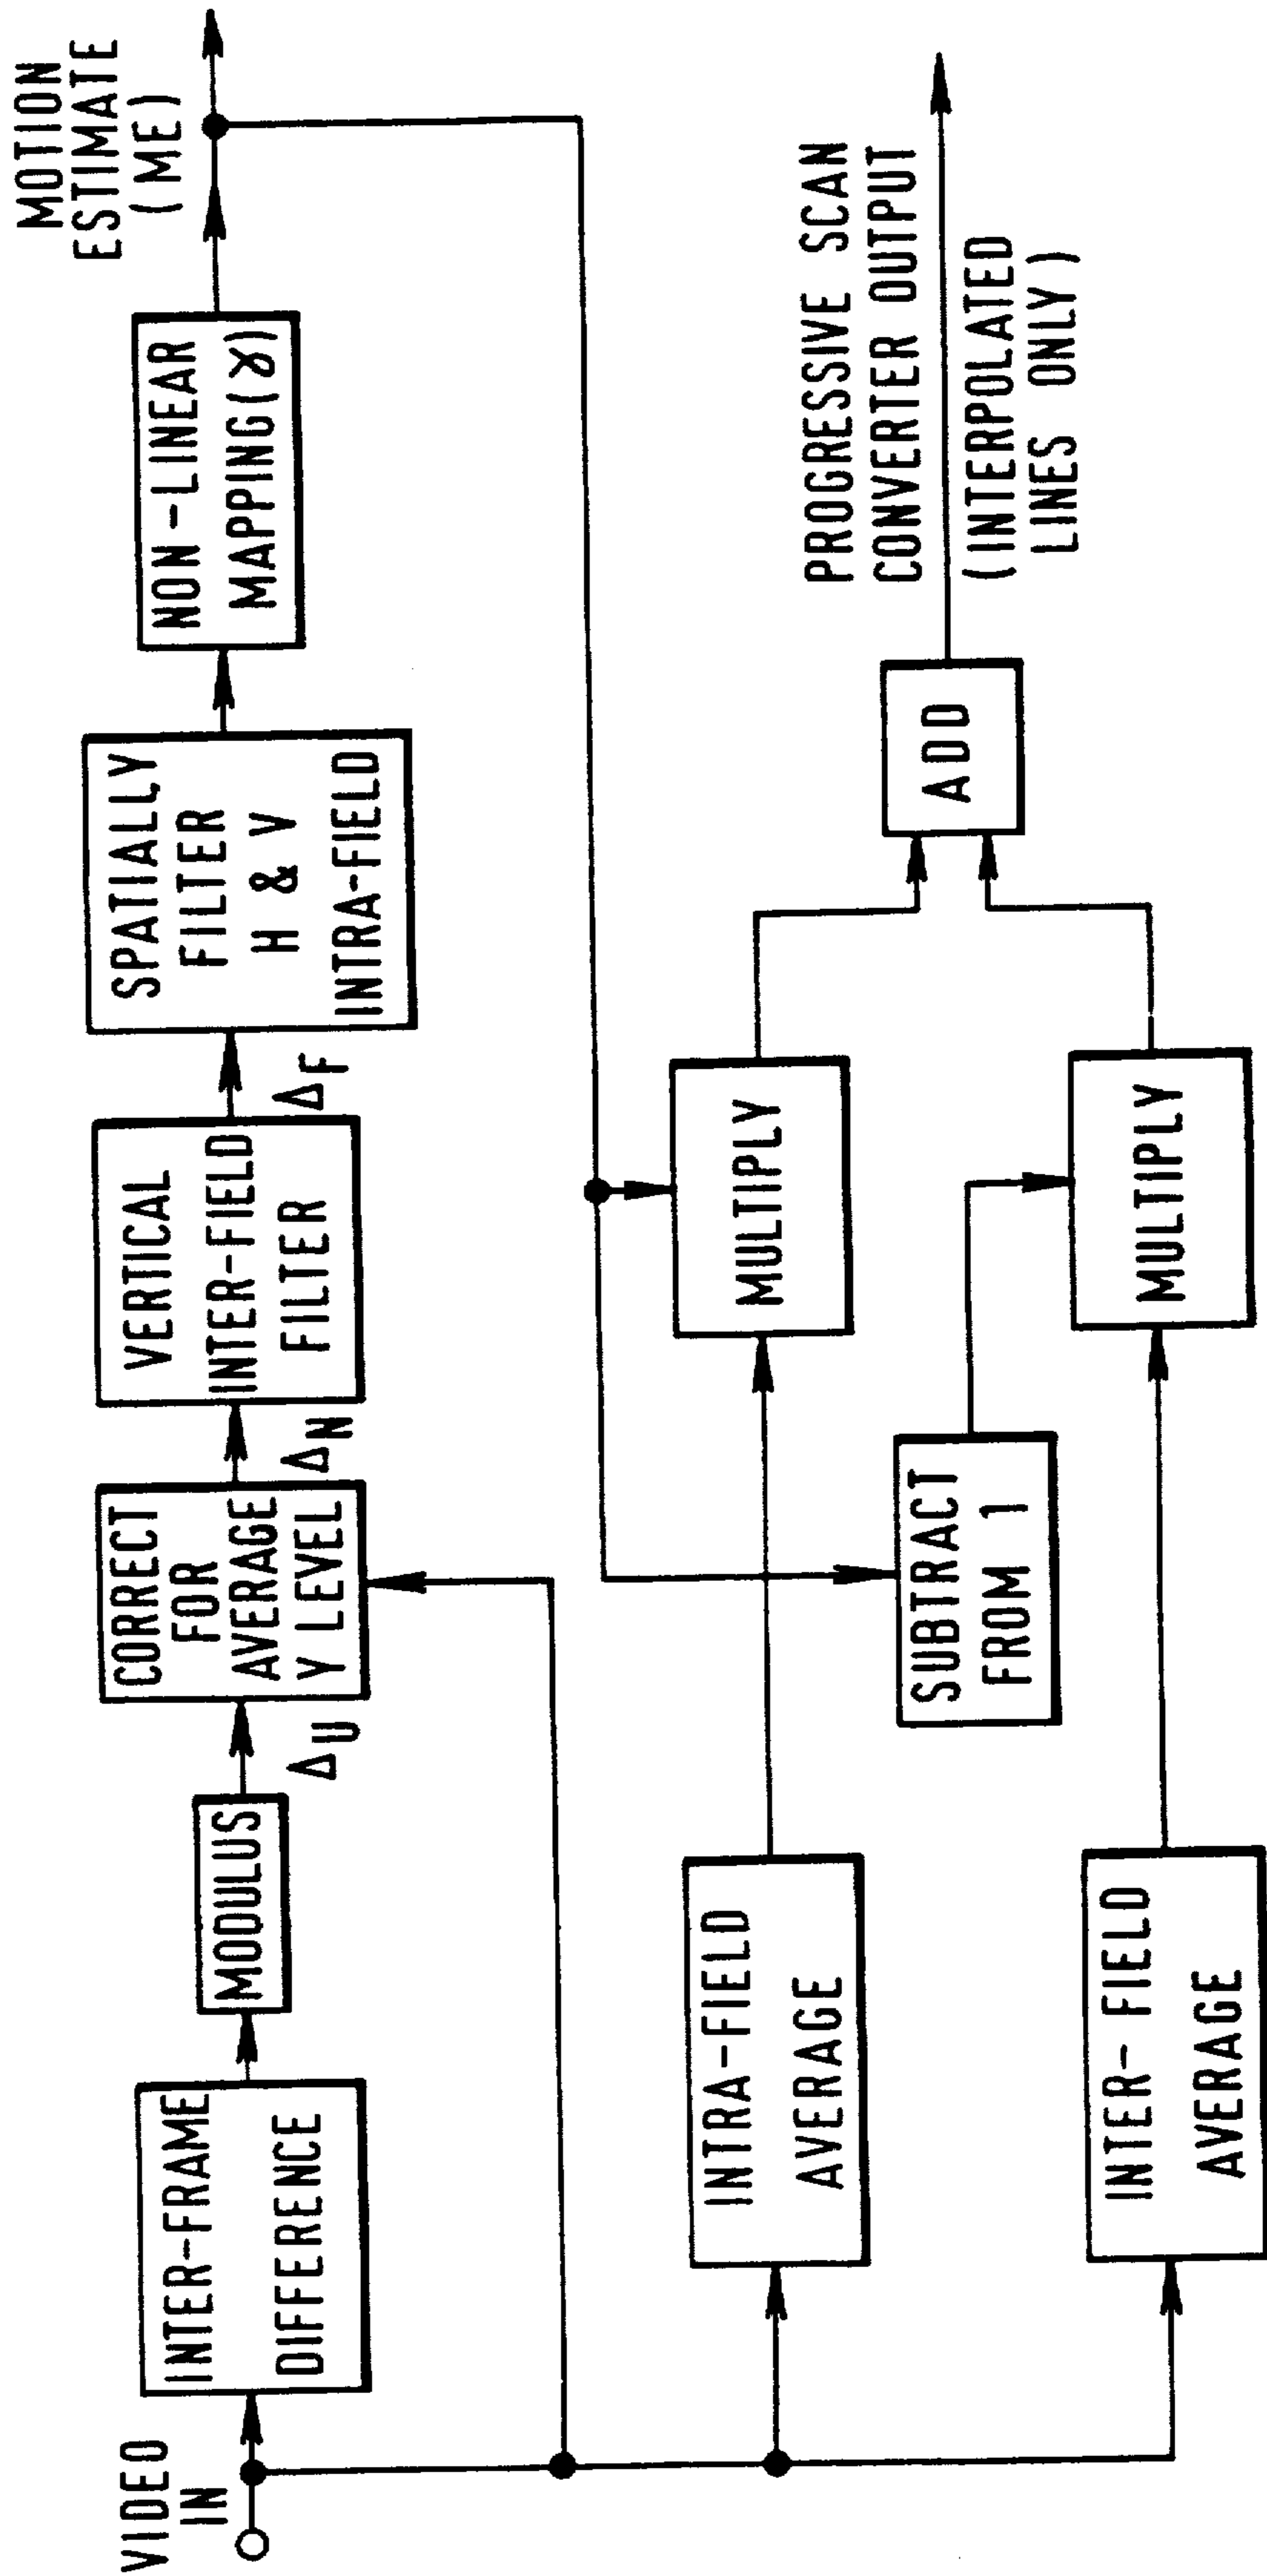 VIDEO
IN
INTER-FRAME
DIFFERENCE
MODULUS
ΔU
CORRECT
FOR
AVERAGE
Y LEVEL
ΔN
VERTICAL
INTER-FIELD
FILTER
ΔF
SPATIALLY
FILTER
H & V
INTRA-FIELD
NON-LINEAR
MAPPING(γ)
MOTION
ESTIMATE
(ME)
INTRA-FIELD
AVERAGE
MULTIPLY
SUBTRACT
FROM 1
INTER-FIELD
AVERAGE
MULTIPLY
ADD
PROGRESSIVE SCAN
CONVERTER OUTPUT
(INTERPOLATED
LINES ONLY)